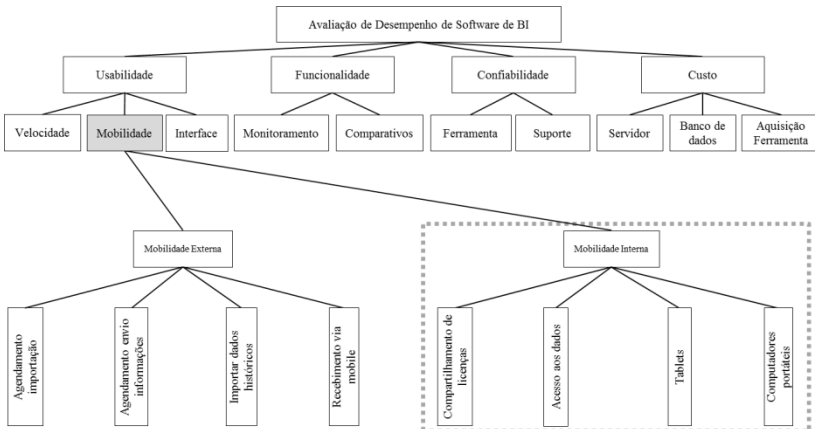 Avaliação de Desempenho de Software de BI
Usabilidade
Funcionalidade
Confiabilidade
Custo
Velocidade
Mobilidade
Interface
Monitoramento
Comparativos
Ferramenta
Suporte
Servidor
Banco de
dados
Aquisição
Ferramenta
Mobilidade Externa
Mobilidade Interna
Agendamento
importação
Agendamento envio
informações
Importar dados
históricos
Recebimento via
mobile
Compartilhamento de
licenças
Acesso aos dados
Tablets
Computadores
portáteis